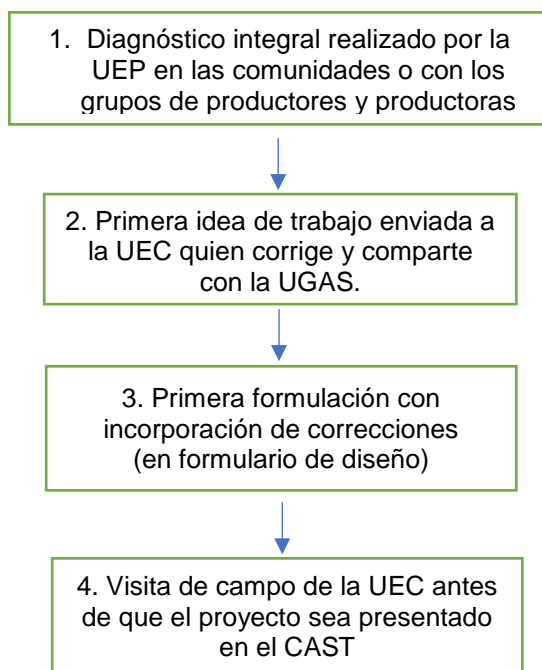 1. Diagnóstico integral realizado por la
UEP en las comunidades o con los
grupos de productores y productoras
2. Primera idea de trabajo enviada a
la UEC quien corrige y comparte
con la UGAS.
3. Primera formulación con
incorporación de correcciones
(en formulario de diseño)
4. Visita de campo de la UEC antes
de que el proyecto sea presentado
en el CAST